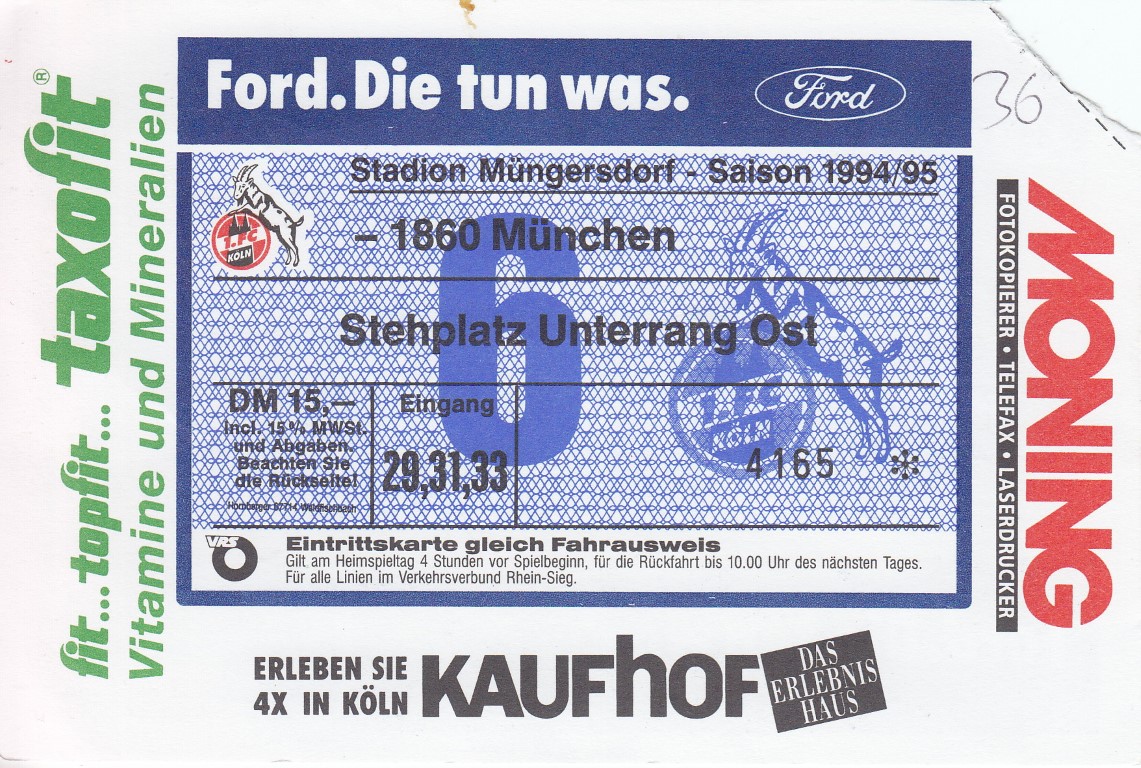 Ford. Die tun was.
Ford
36
Stadion Müngersdorf - Saison 1994/95
1.FC
KÖLN
– 1860 München
6
Stehplatz Unterrang Ost
1.FC
KÖLN
DM 15,—
Incl. 15% MWSt.
und Abgaben.
Beachten Sie
die Rückseite!
Eingang
29,31,33
4165 *
VRS
Eintrittskarte gleich Fahrausweis
Gilt am Heimspieltag 4 Stunden vor Spielbeginn, für die Rückfahrt bis 10.00 Uhr des nächsten Tages.
Für alle Linien im Verkehrsverbund Rhein-Sieg.
fit... topfit... taxofit®
Vitamine und Mineralien
MONING
FOTOKOPIERER • TELEFAX • LASERDRUCKER
ERLEBEN SIE
4X IN KÖLN
KAUFhOF
DAS
ERLEBNIS
HAUS